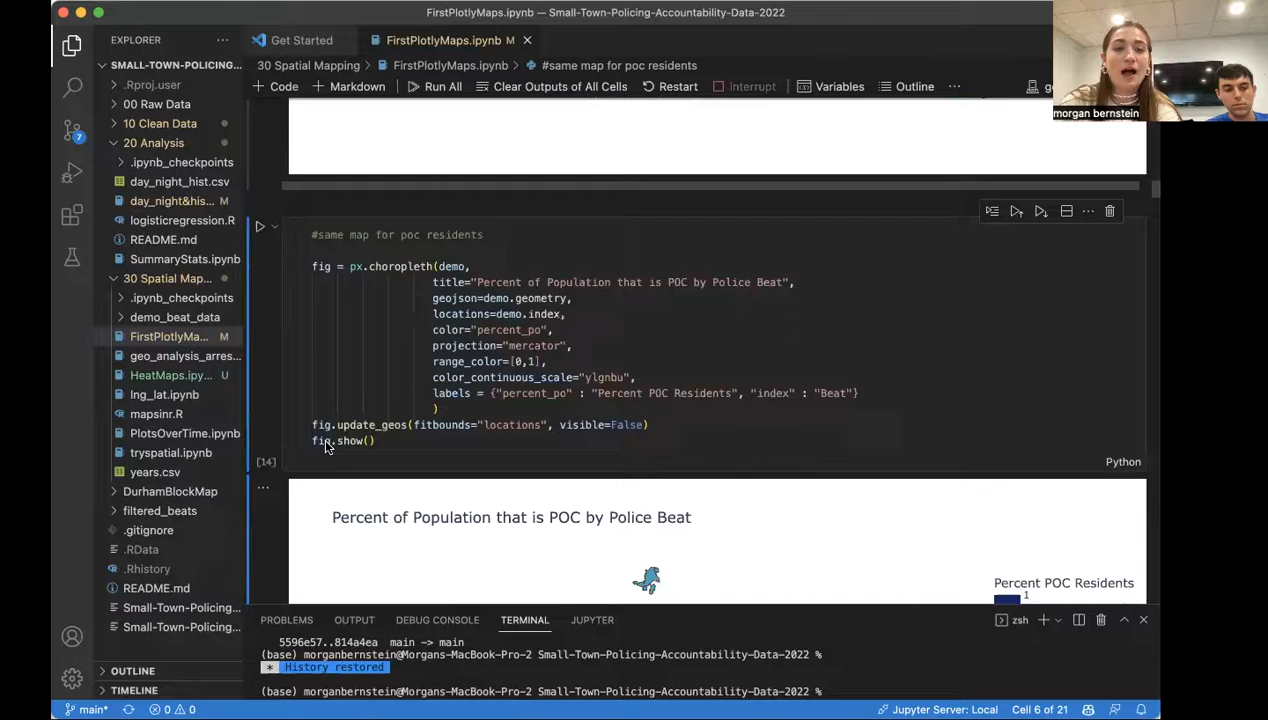 FirstPlotlyMaps.ipynb — Small-Town-Policing-Accountability-Data-2022
EXPLORER
Get Started
FirstPlotlyMaps.ipynb M
SMALL-TOWN-POLICING...
30 Spatial Mapping > FirstPlotlyMaps.ipynb > #same map for poc residents
+ Code + Markdown Run All Clear Outputs of All Cells Restart Interrupt Variables Outline ...
morgan bernstein
.Rproj.user
00 Raw Data
10 Clean Data
20 Analysis
.ipynb_checkpoints
day_night_hist.csv
day_night&his... M
logisticregression.R
README.md
SummaryStats.ipynb
30 Spatial Map...
.ipynb_checkpoints
demo_beat_data
FirstPlotlyMa... M
geo_analysis_arres...
HeatMaps.ipy... U
lng_lat.ipynb
mapsinr.R
PlotsOverTime.ipynb
tryspatial.ipynb
years.csv
DurhamBlockMap
filtered_beats
.gitignore
.RData
.Rhistory
README.md
Small-Town-Policing...
Small-Town-Policing...
OUTLINE
TIMELINE
7
#same map for poc residents
fig = px.choropleth(demo,
title="Percent of Population that is POC by Police Beat",
geojson=demo.geometry,
locations=demo.index,
color="percent_po",
projection="mercator",
range_color=[0,1],
color_continuous_scale="ylgnbu",
labels = {"percent_po" : "Percent POC Residents", "index" : "Beat"}
)
fig.update_geos(fitbounds="locations", visible=False)
fig.show()
[14]
Python
Percent of Population that is POC by Police Beat
Percent POC Residents
1
PROBLEMS OUTPUT DEBUG CONSOLE TERMINAL JUPYTER
zsh
5596e57..814a4ea main -> main
(base) morganbernstein@Morgans-MacBook-Pro-2 Small-Town-Policing-Accountability-Data-2022 %
* History restored
(base) morganbernstein@Morgans-MacBook-Pro-2 Small-Town-Policing-Accountability-Data-2022 %
main* 0 0
Jupyter Server: Local Cell 6 of 21